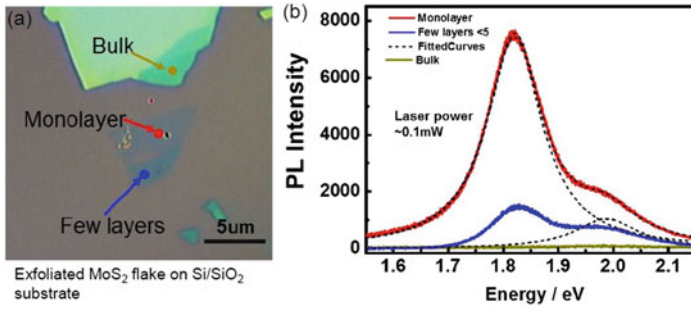 (a)
Bulk
Monolayer
Few layers
5um
Exfoliated MoS₂ flake on Si/SiO₂
substrate
(b)
Monolayer
Few layers <5
FittedCurves
Bulk
Laser power
~0.1mW
PL Intensity
8000
6000
4000
2000
0
1.6 1.7 1.8 1.9 2.0 2.1
Energy / eV